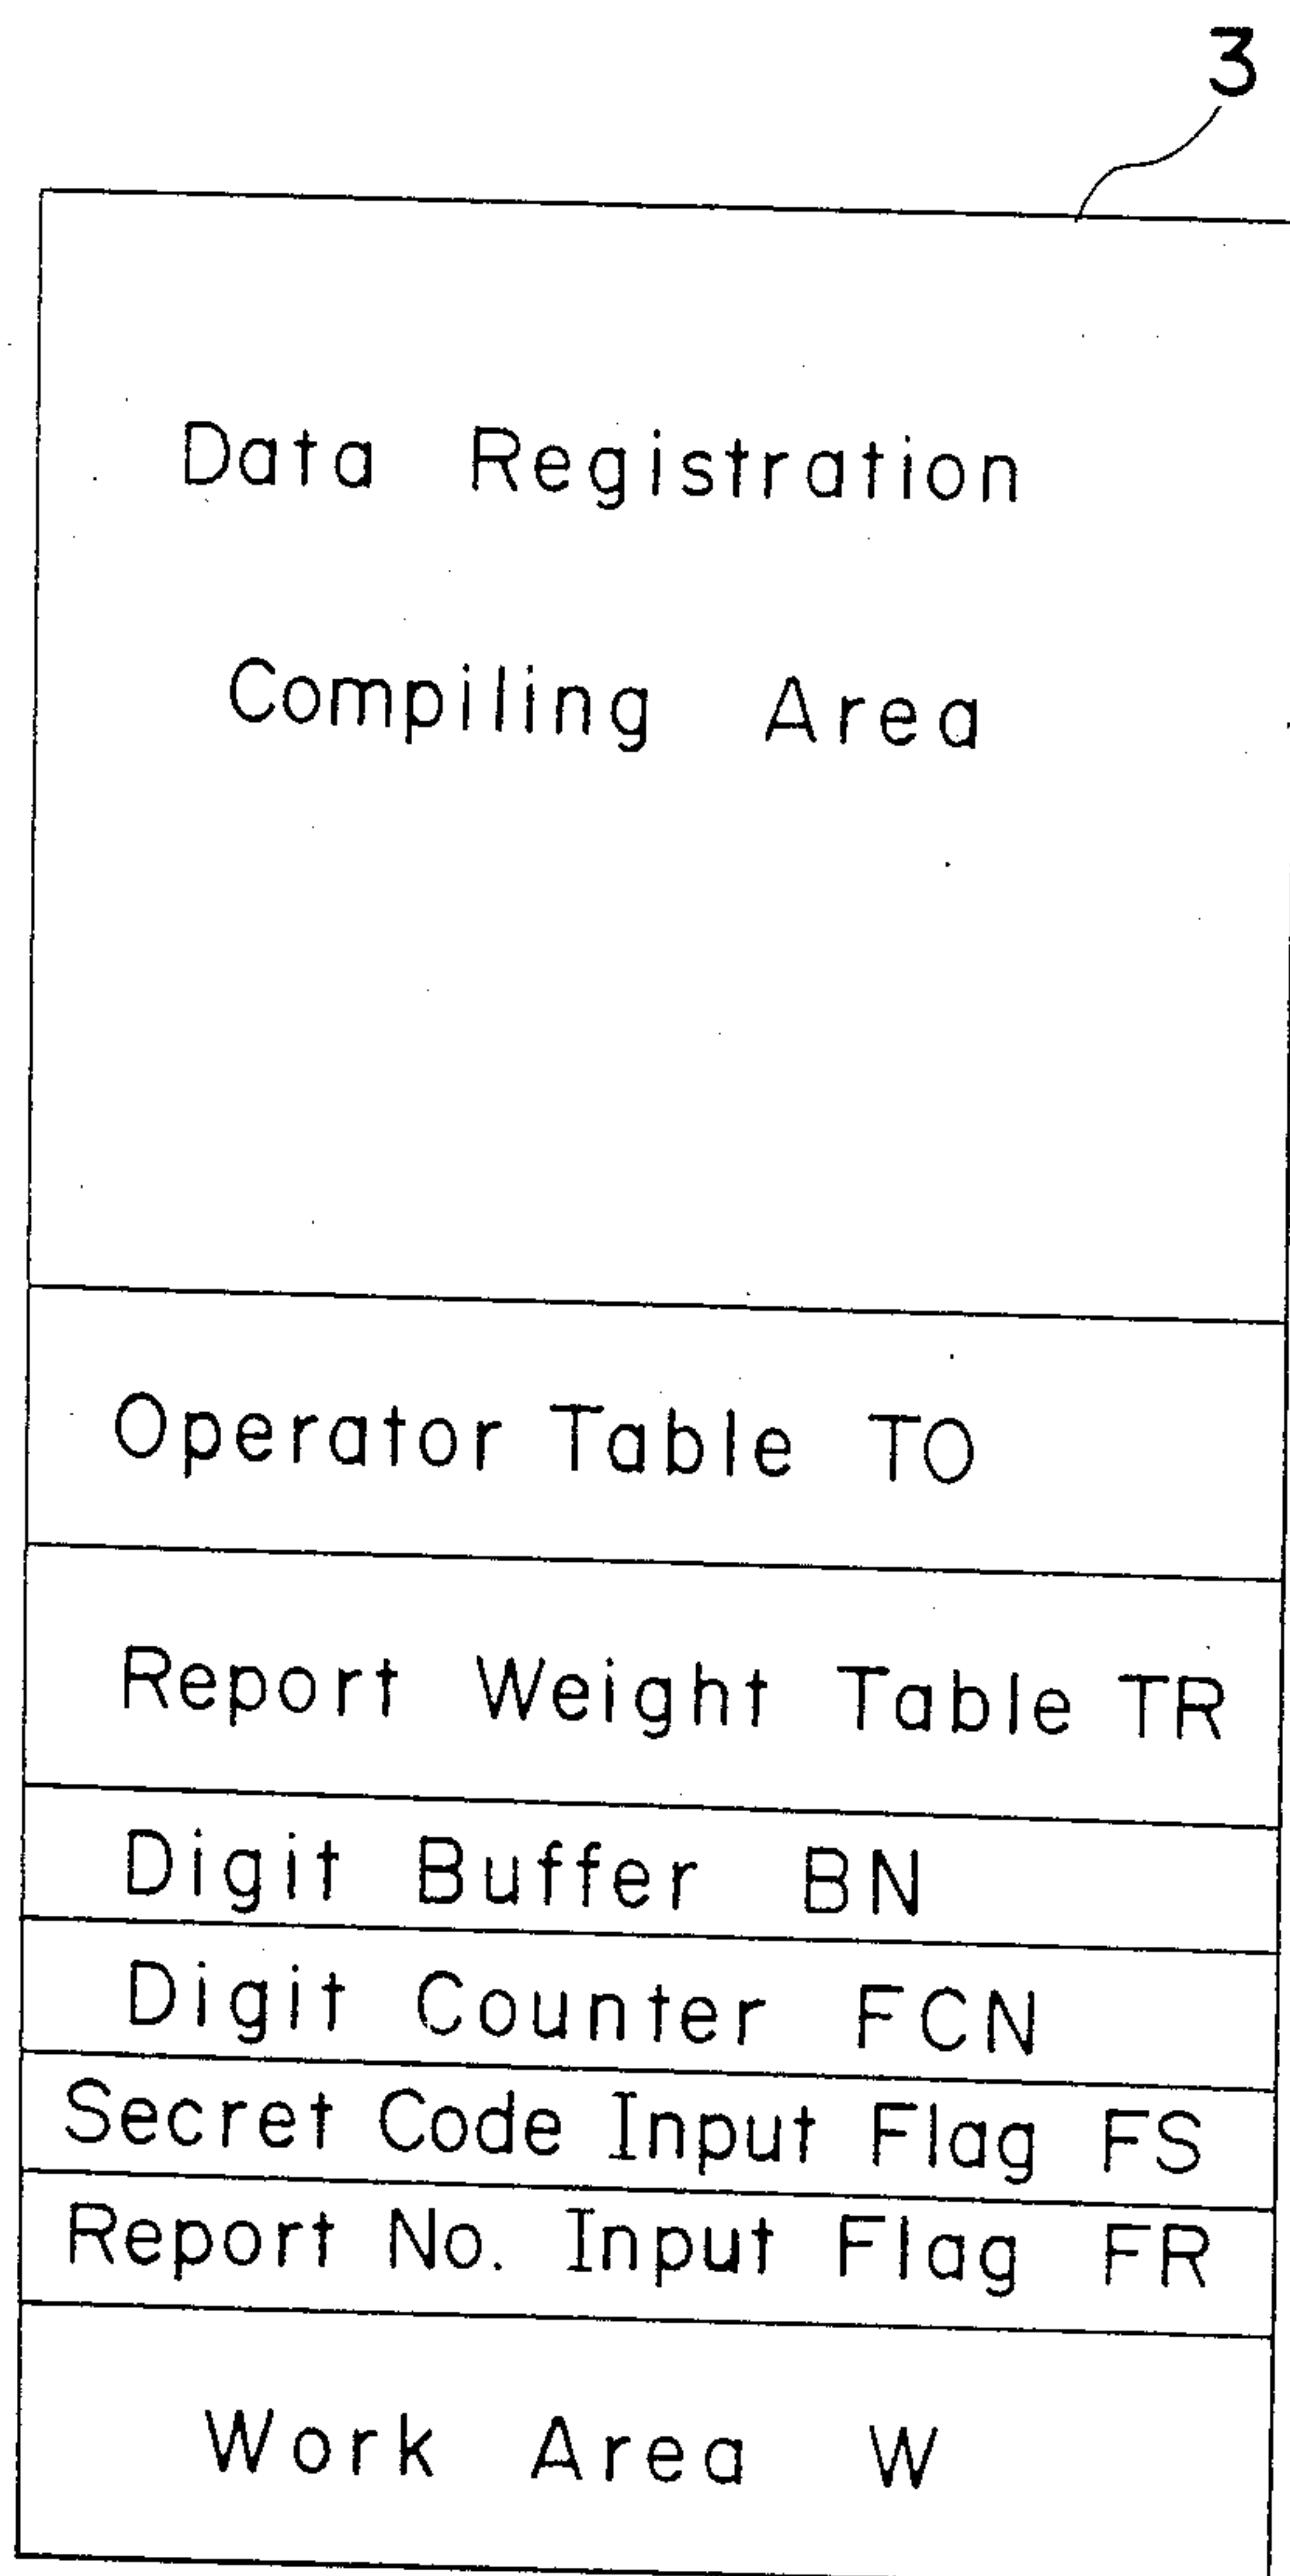 3
Data Registration
Compiling Area
Operator Table TO
Report Weight Table TR
Digit Buffer BN
Digit Counter FCN
Secret Code Input Flag FS
Report No. Input Flag FR
Work Area W